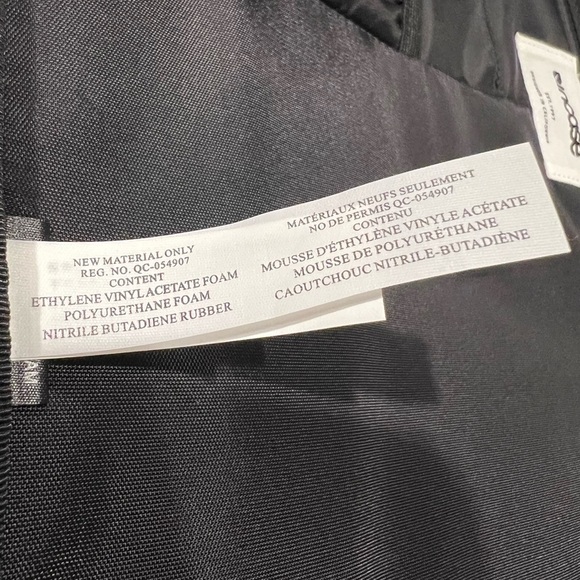 NEW MATERIAL ONLY
REG. NO. QC-054907
CONTENT
ETHYLENE VINYL ACETATE FOAM
POLYURETHANE FOAM
NITRILE BUTADIENE RUBBER
MATÉRIAUX NEUFS SEULEMENT
NO DE PERMIS QC-054907
CONTENU
MOUSSE D'ÉTHYLÈNE VINYLE ACÉTATE
MOUSSE DE POLYURÉTHANE
CAOUTCHOUC NITRILE-BUTADIÈNE
incase